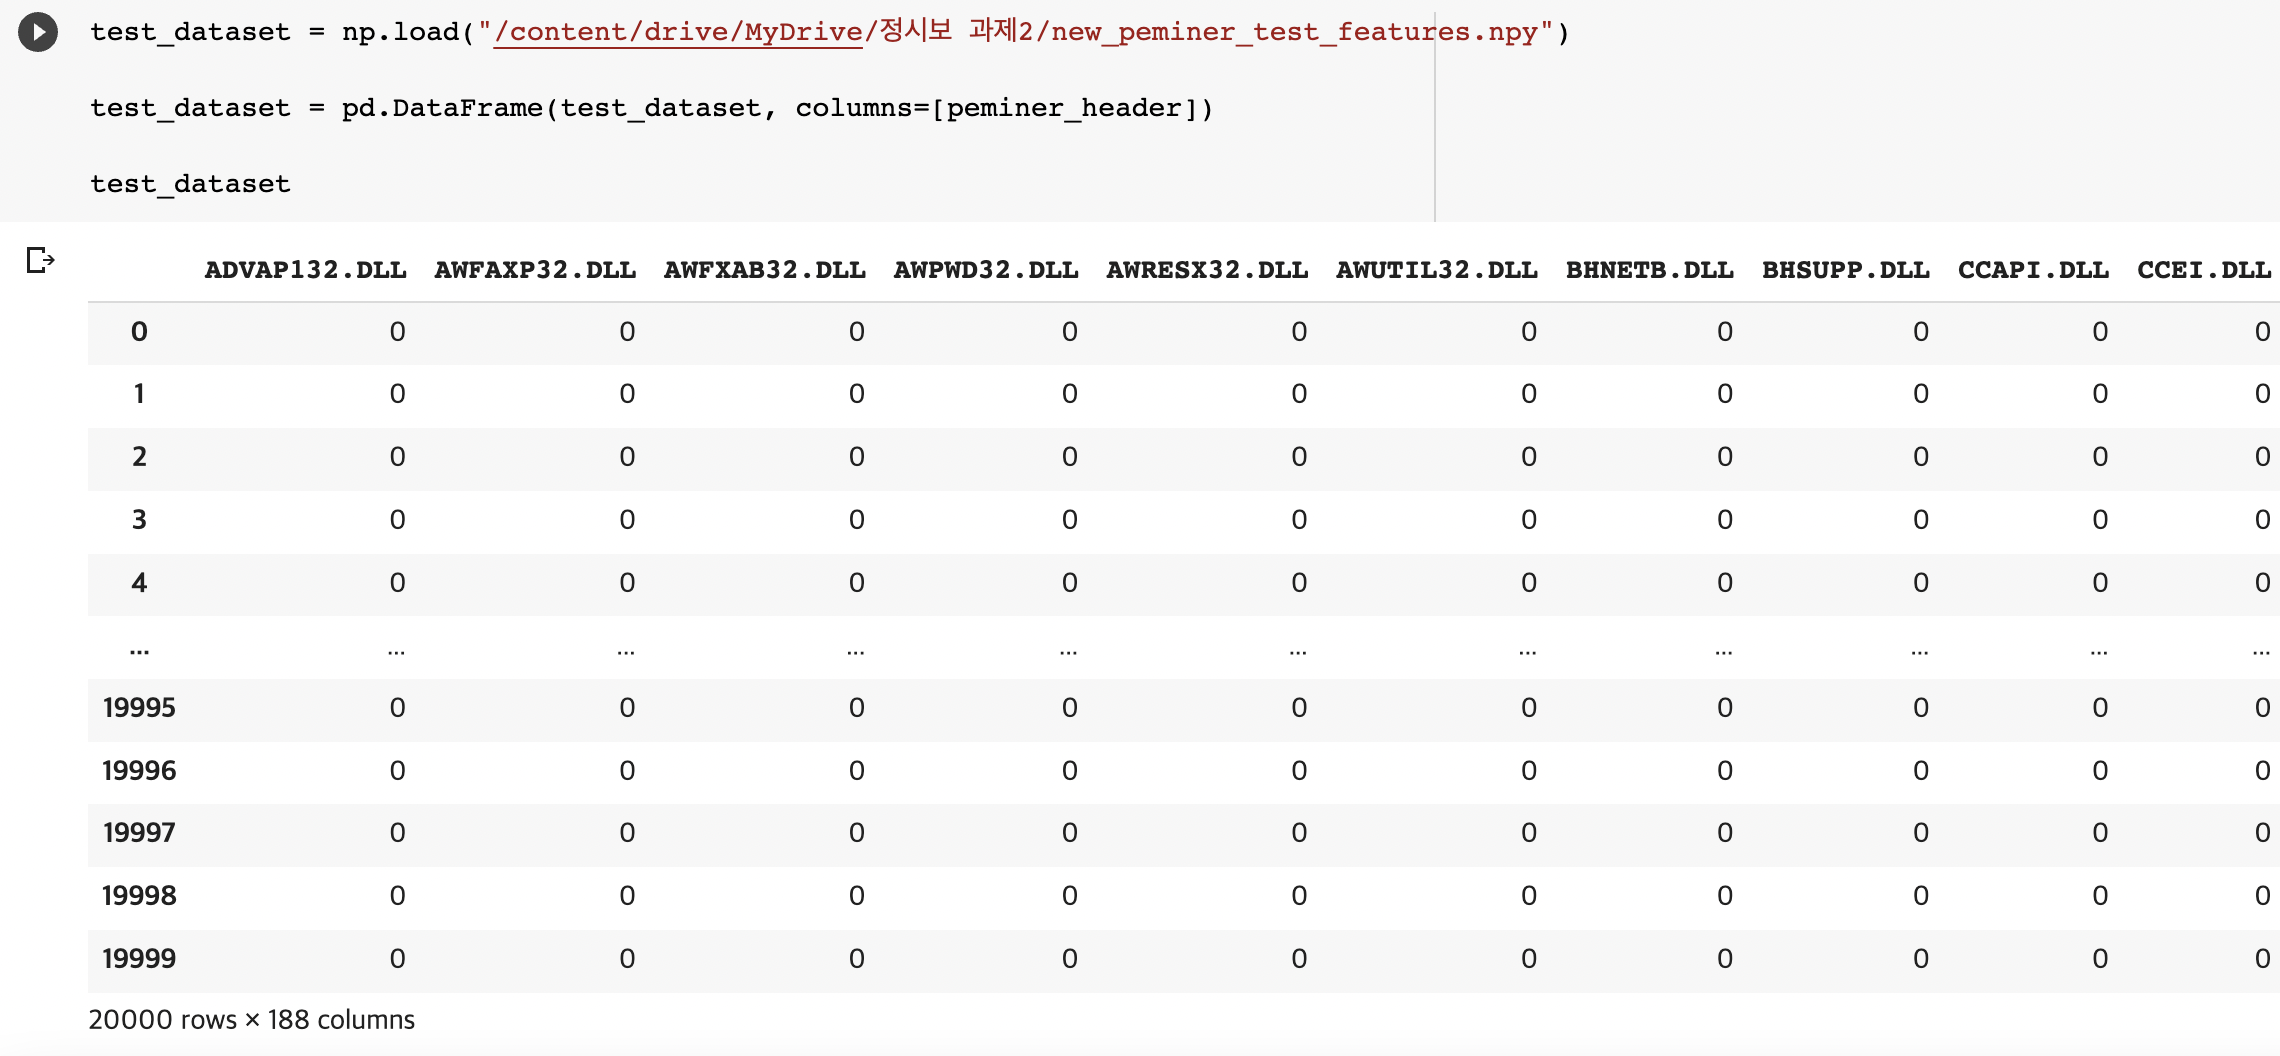 test_dataset = np.load("/content/drive/MyDrive/정시보 과제2/new_peminer_test_features.npy")
test_dataset = pd.DataFrame(test_dataset, columns=[peminer_header])
test_dataset
ADVAP132.DLL AWFAXP32.DLL AWFXAB32.DLL AWPWD32.DLL AWRESX32.DLL AWUTIL32.DLL BHNETB.DLL BHSUPP.DLL CCAPI.DLL CCEI.DLL
0 0 0 0 0 0 0 0 0 0 0
1 0 0 0 0 0 0 0 0 0 0
2 0 0 0 0 0 0 0 0 0 0
3 0 0 0 0 0 0 0 0 0 0
4 0 0 0 0 0 0 0 0 0 0
... ... ... ... ... ... ... ... ... ... ...
19995 0 0 0 0 0 0 0 0 0 0
19996 0 0 0 0 0 0 0 0 0 0
19997 0 0 0 0 0 0 0 0 0 0
19998 0 0 0 0 0 0 0 0 0 0
19999 0 0 0 0 0 0 0 0 0 0
20000 rows × 188 columns